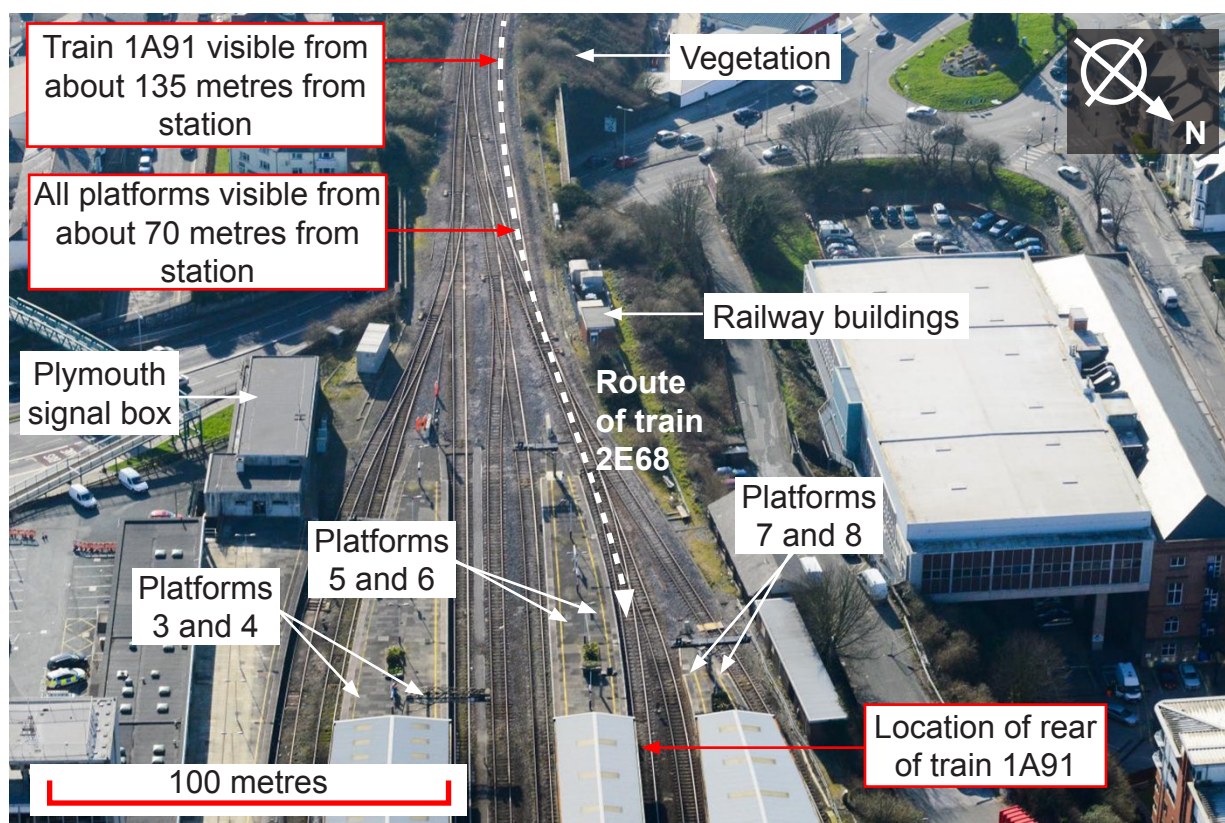 Train 1A91 visible from
about 135 metres from
station
Vegetation
N
All platforms visible from
about 70 metres from
station
Railway buildings
Plymouth
signal box
Route
of train
2E68
Platforms
7 and 8
Platforms
5 and 6
Platforms
3 and 4
Location of rear
of train 1A91
100 metres